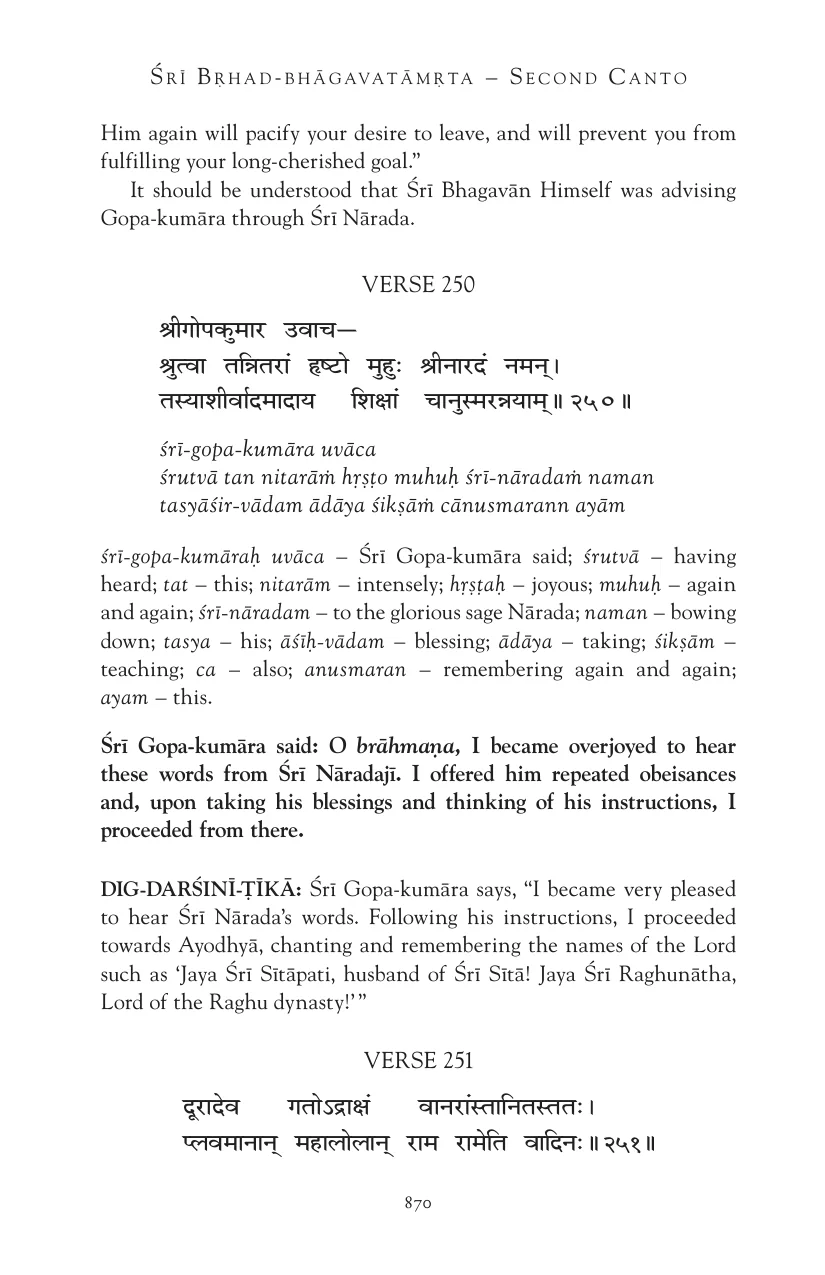 ŚRĪ BṚHAD-BHĀGAVATĀMṚTA – SECOND CANTO
Him again will pacify your desire to leave, and will prevent you from
fulfilling your long-cherished goal.”
It should be understood that Śrī Bhagavān Himself was advising
Gopa-kumāra through Śrī Nārada.
VERSE 250
श्रीगोपकुमार उवाच—
श्रुत्वा तन्नितरां हृष्टो मुहुः श्रीनारदं नमन्।
तस्याशीर्वादमादाय शिक्षां चानुस्मरन्नयाम्॥ २५०॥
śrī-gopa-kumāra uvāca
śrutvā tan nitarāṁ hṛṣṭo muhuḥ śrī-nāradaṁ naman
tasyāśir-vādam ādāya śikṣāṁ cānusmarann ayām
śrī-gopa-kumāraḥ uvāca – Śrī Gopa-kumāra said; śrutvā – having
heard; tat – this; nitarām – intensely; hṛṣṭaḥ – joyous; muhuḥ – again
and again; śrī-nāradam – to the glorious sage Nārada; naman – bowing
down; tasya – his; āśīḥ-vādam – blessing; ādāya – taking; śikṣām –
teaching; ca – also; anusmaran – remembering again and again;
ayam – this.
Śrī Gopa-kumāra said: O brāhmaṇa, I became overjoyed to hear
these words from Śrī Nāradajī. I offered him repeated obeisances
and, upon taking his blessings and thinking of his instructions, I
proceeded from there.
DIG-DARŚINĪ-ṬĪKĀ: Śrī Gopa-kumāra says, “I became very pleased
to hear Śrī Nārada’s words. Following his instructions, I proceeded
towards Ayodhyā, chanting and remembering the names of the Lord
such as ‘Jaya Śrī Sītāpati, husband of Śrī Sītā! Jaya Śrī Raghunātha,
Lord of the Raghu dynasty!’”
VERSE 251
दूरादेव गतोऽद्राक्षं वानरांस्तानितस्ततः।
प्लवमानान् महालोलान् राम रामेति वादिनः॥ २५१॥
870